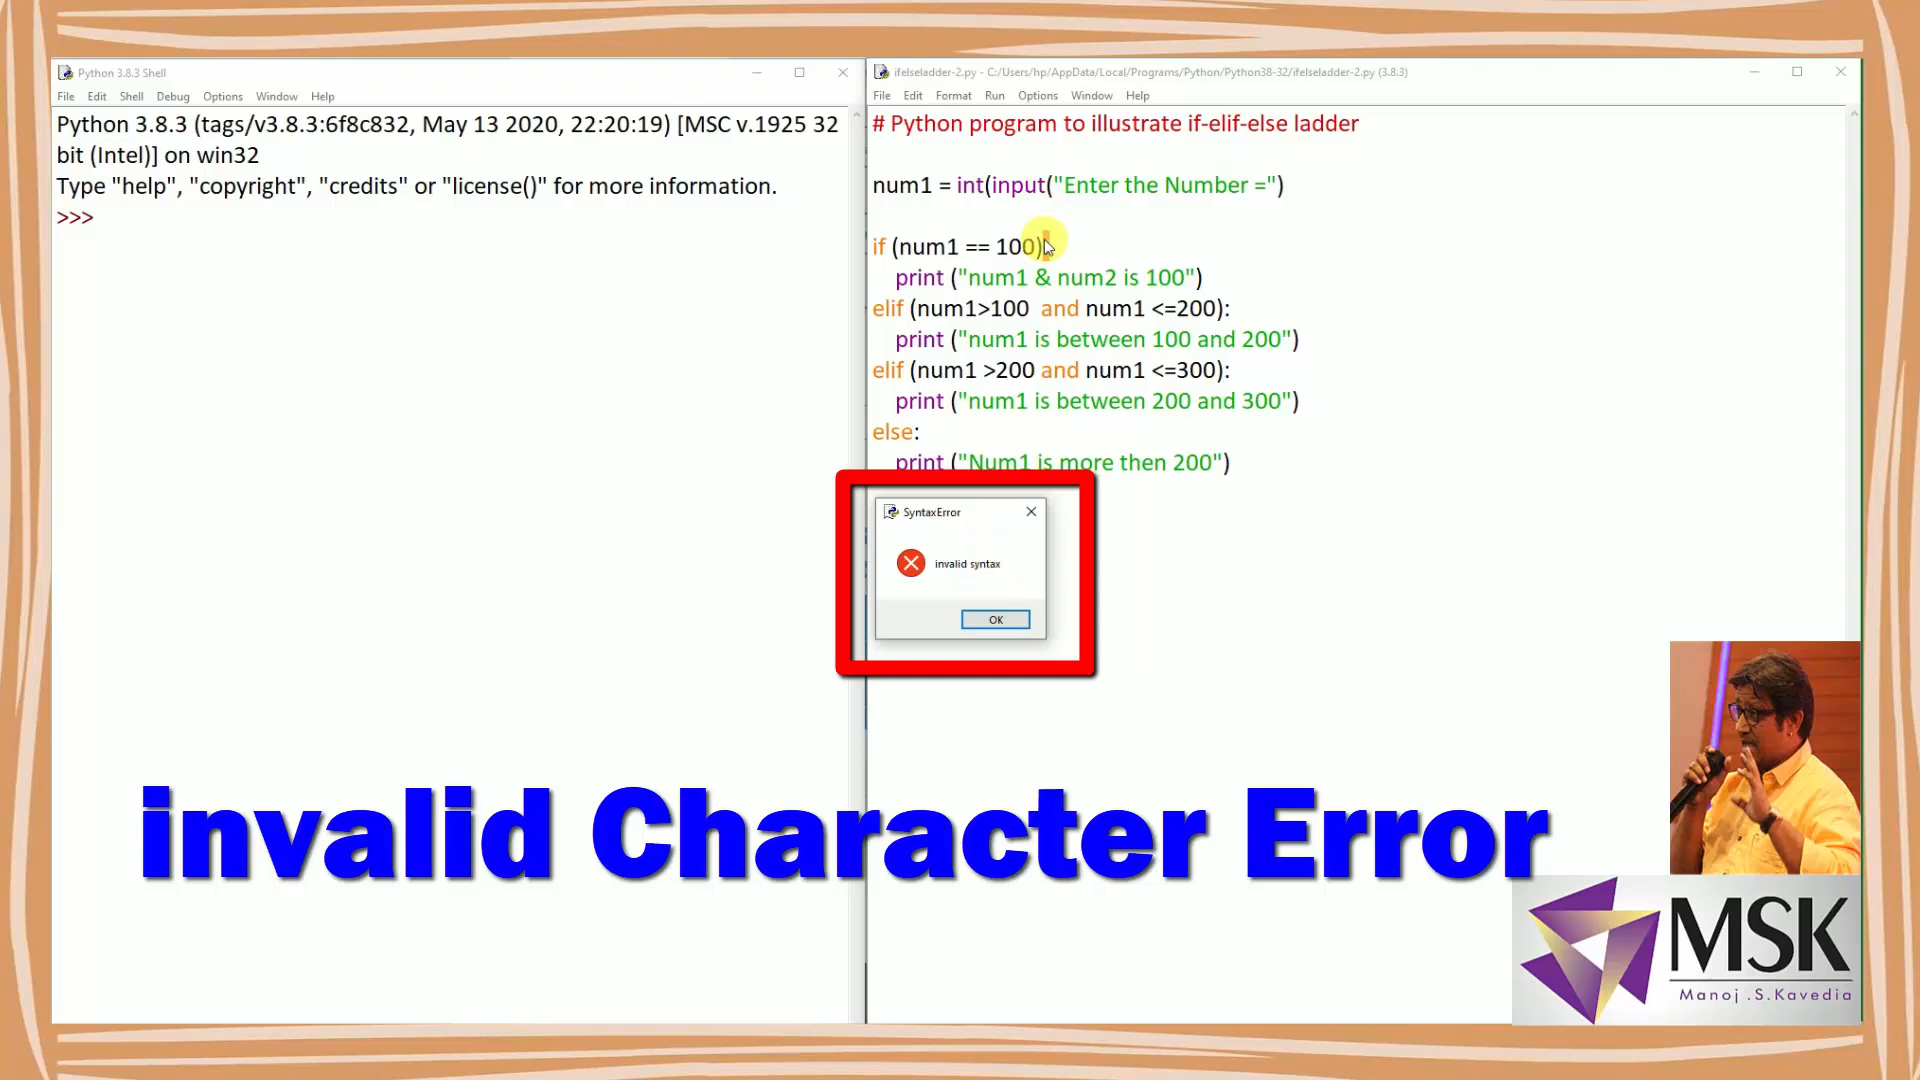 Python 3.8.3 Shell
File Edit Shell Debug Options Window Help
Python 3.8.3 (tags/v3.8.3:6f8c832, May 13 2020, 22:20:19) [MSC v.1925 32
bit (Intel)] on win32
Type "help", "copyright", "credits" or "license()" for more information.
>>>
ifelseladder-2.py - C:/Users/hp/AppData/Local/Programs/Python/Python38-32/ifelseladder-2.py (3.8.3)
File Edit Format Run Options Window Help
# Python program to illustrate if-elif-else ladder
num1 = int(input("Enter the Number =")
if (num1 == 100)
print ("num1 & num2 is 100")
elif (num1>100  and num1 <=200):
print ("num1 is between 100 and 200")
elif (num1 >200 and num1 <=300):
print ("num1 is between 200 and 300")
else:
print ("Num1 is more then 200")
SyntaxError
invalid syntax
OK
invalid Character Error
MSK
Manoj .S.Kavedia